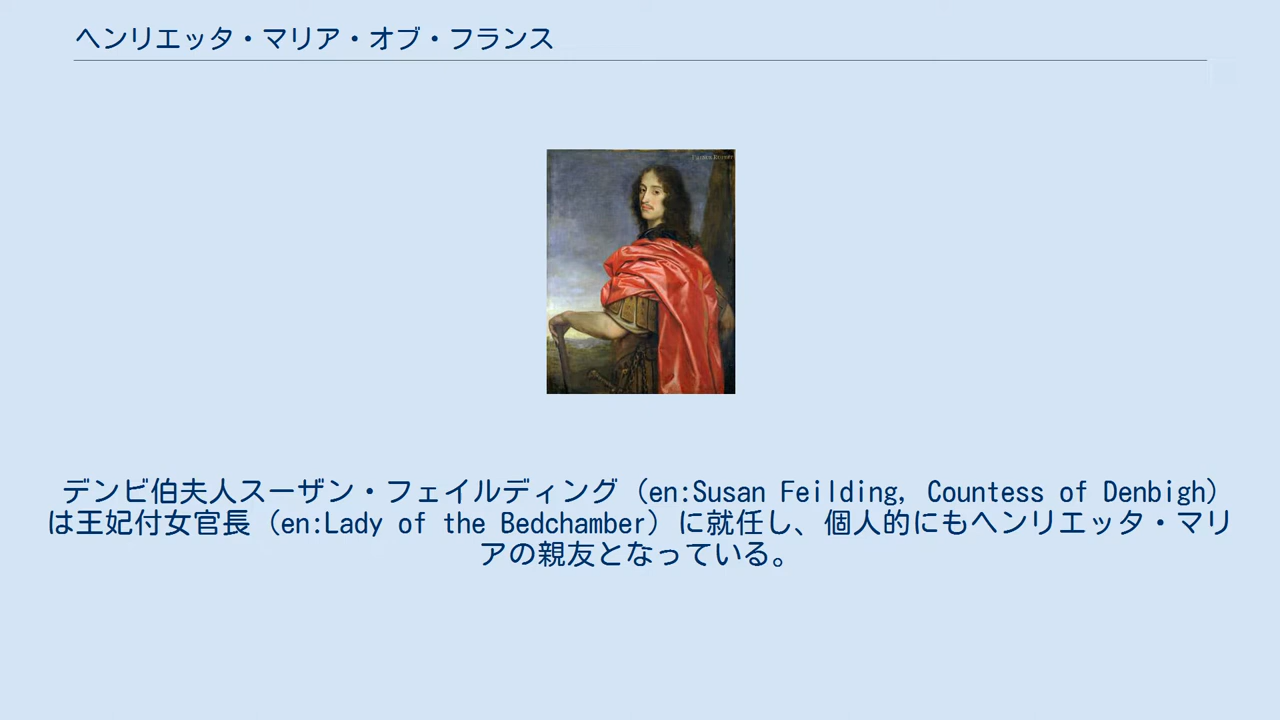 ヘンリエッタ・マリア・オブ・フランス
デンビ伯夫人スーザン・フェイルディング（en:Susan Feilding, Countess of Denbigh）
は王妃付女官長（en:Lady of the Bedchamber）に就任し、個人的にもヘンリエッタ・マリ
アの親友となっている。